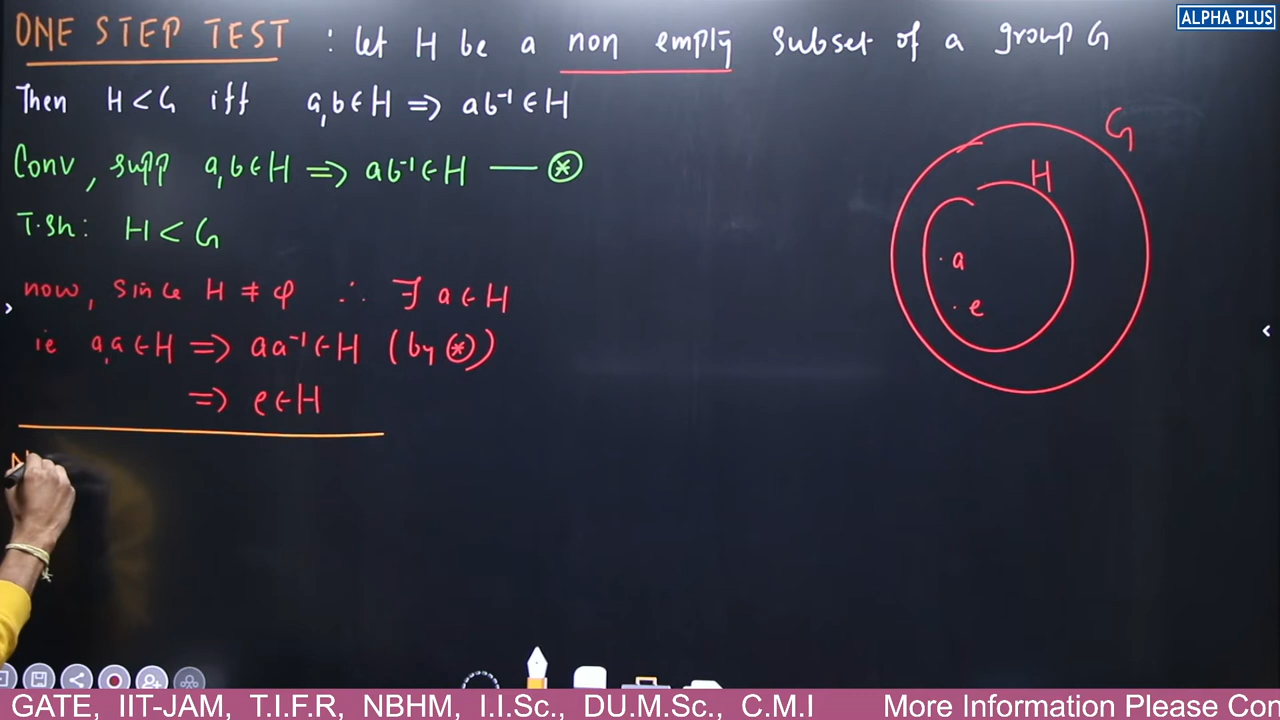 ALPHA PLUS
ONE STEP TEST : let H be a non empty subset of a group G
Then H < G iff a,b ∈ H ⇒ ab⁻¹ ∈ H
Conv, supp a,b ∈ H ⇒ ab⁻¹ ∈ H — ⊛
T.Sh: H < G
now, since H ≠ φ ∴ ∃ a ∈ H
ie a,a ∈ H ⇒ aa⁻¹ ∈ H (by ⊛)
⇒ e ∈ H
G
H
a
e
GATE, IIT-JAM, T.I.F.R, NBHM, I.I.Sc., DU.M.Sc., C.M.I More Information Please Con